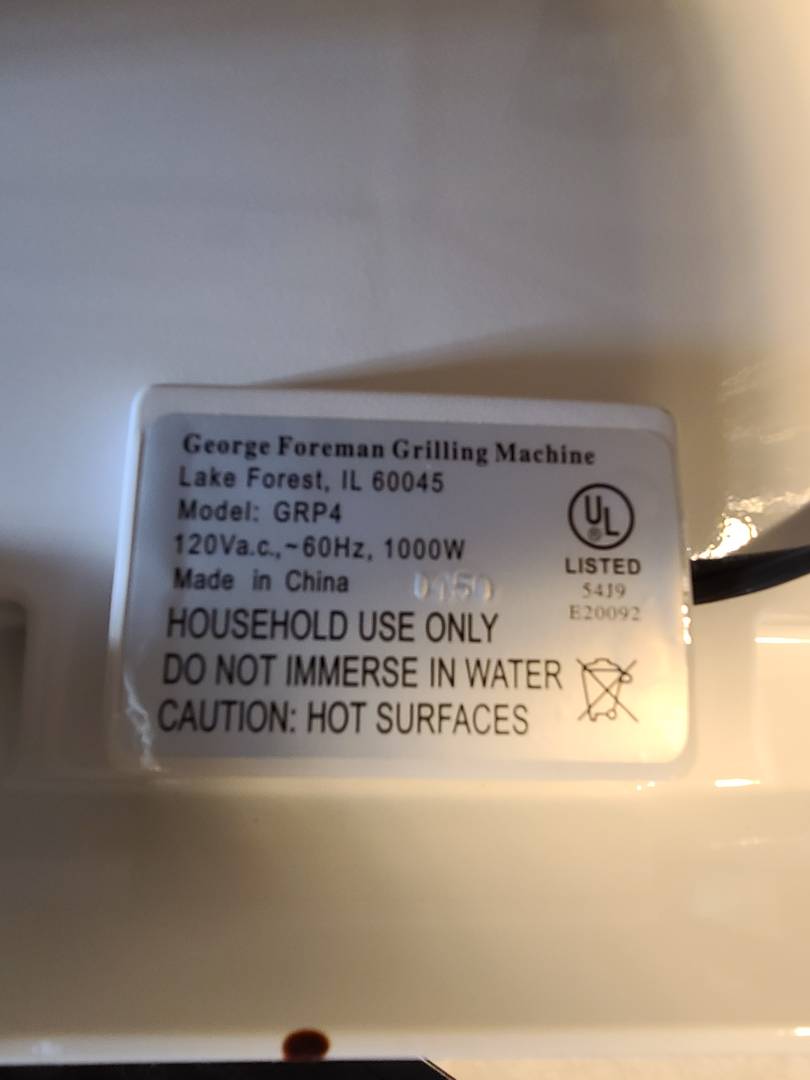 George Foreman Grilling Machine
Lake Forest, IL 60045
Model: GRP4
120Va.c.,~60Hz, 1000W
Made in China
HOUSEHOLD USE ONLY
DO NOT IMMERSE IN WATER
CAUTION: HOT SURFACES
UL
®
LISTED
54J9
E20092